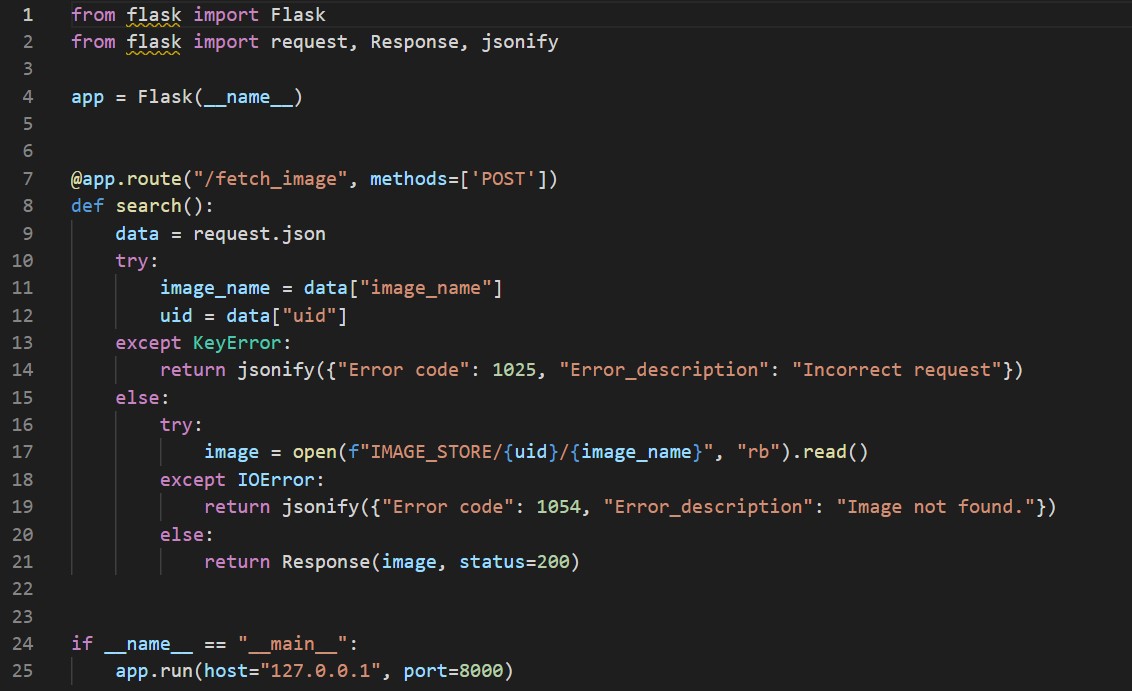 1 from flask import Flask
2 from flask import request, Response, jsonify
3
4 app = Flask(__name__)
5
6
7 @app.route("/fetch_image", methods=['POST'])
8 def search():
9     data = request.json
10     try:
11         image_name = data["image_name"]
12         uid = data["uid"]
13     except KeyError:
14         return jsonify({"Error code": 1025, "Error_description": "Incorrect request"})
15     else:
16         try:
17             image = open(f"IMAGE_STORE/{uid}/{image_name}", "rb").read()
18         except IOError:
19             return jsonify({"Error code": 1054, "Error_description": "Image not found."})
20         else:
21             return Response(image, status=200)
22
23
24 if __name__ == "__main__":
25     app.run(host="127.0.0.1", port=8000)